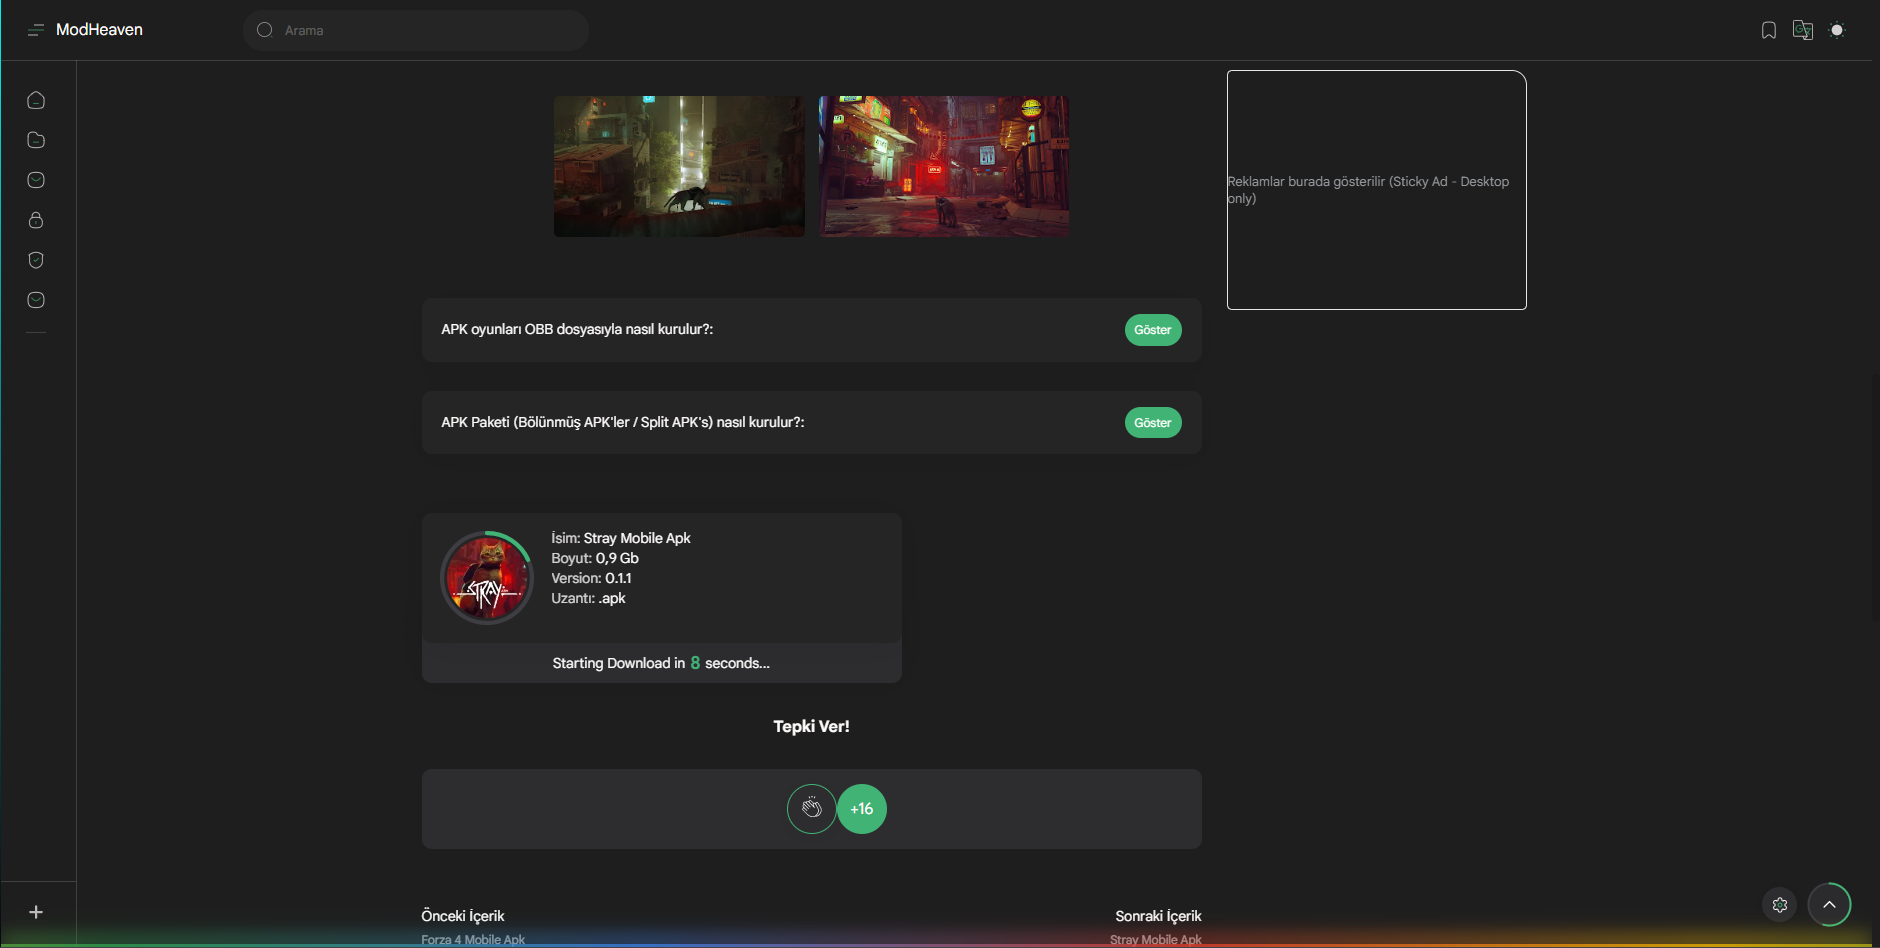 ModHeaven
Arama
Reklamlar burada gösterilir (Sticky Ad - Desktop
only)
APK oyunları OBB dosyasıyla nasıl kurulur?:
Göster
APK Paketi (Bölünmüş APK'ler / Split APK's) nasıl kurulur?:
Göster
STRAY
İsim: Stray Mobile Apk
Boyut: 0,9 Gb
Version: 0.1.1
Uzantı: .apk
Starting Download in 8 seconds...
Tepki Ver!
+16
Önceki İçerik
Sonraki İçerik
Forza 4 Mobile Apk
Stray Mobile Apk